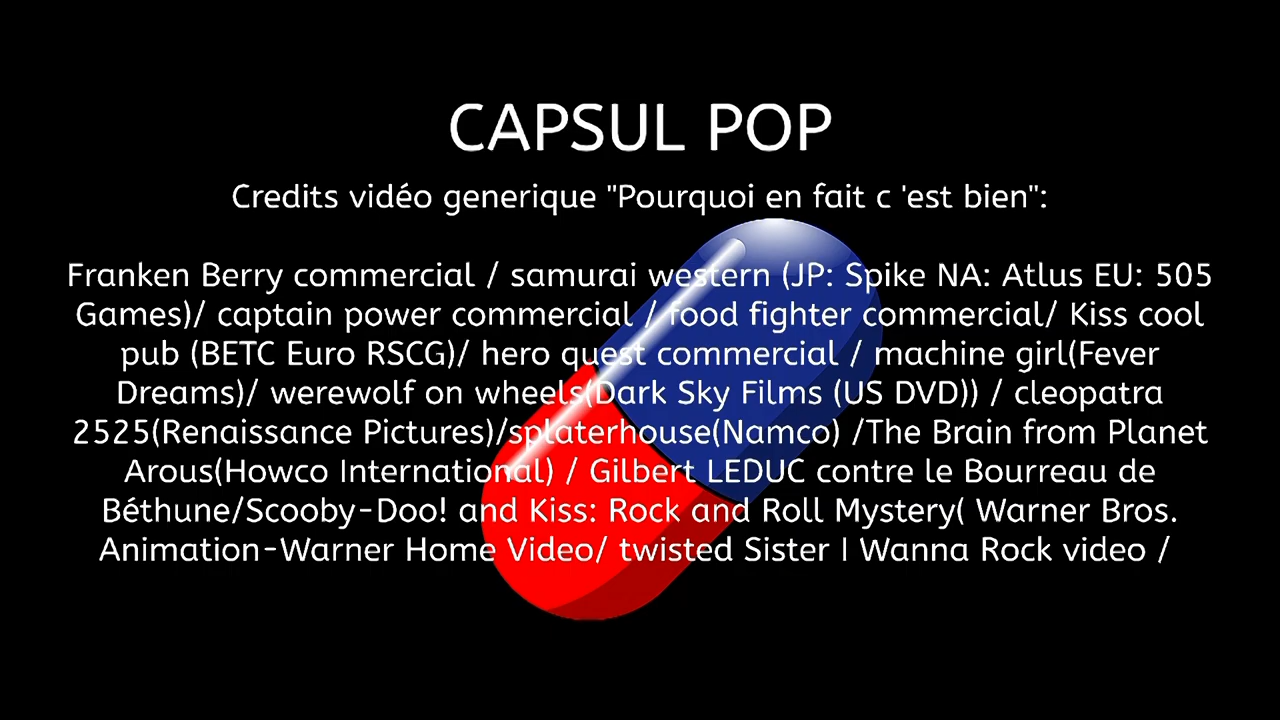 CAPSUL POP
Credits vidéo generique "Pourquoi en fait c 'est bien":
Franken Berry commercial / samurai western (JP: Spike NA: Atlus EU: 505
Games)/ captain power commercial / food fighter commercial/ Kiss cool
pub (BETC Euro RSCG)/ hero quest commercial / machine girl(Fever
Dreams)/ werewolf on wheels(Dark Sky Films (US DVD)) / cleopatra
2525(Renaissance Pictures)/splaterhouse(Namco) /The Brain from Planet
Arous(Howco International) / Gilbert LEDUC contre le Bourreau de
Béthune/Scooby-Doo! and Kiss: Rock and Roll Mystery( Warner Bros.
Animation-Warner Home Video/ twisted Sister I Wanna Rock video /